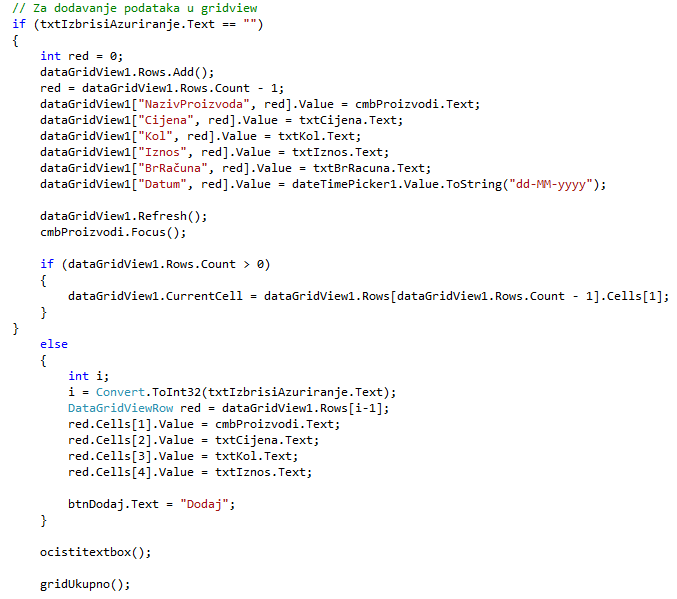 // Za dodavanje podataka u gridview
if (txtIzbrisiAzuriranje.Text == "")
{
    int red = 0;
    dataGridView1.Rows.Add();
    red = dataGridView1.Rows.Count - 1;
    dataGridView1["NazivProizvoda", red].Value = cmbProizvodi.Text;
    dataGridView1["Cijena", red].Value = txtCijena.Text;
    dataGridView1["Kol", red].Value = txtKol.Text;
    dataGridView1["Iznos", red].Value = txtIznos.Text;
    dataGridView1["BrRačuna", red].Value = txtBrRacuna.Text;
    dataGridView1["Datum", red].Value = dateTimePicker1.Value.ToString("dd-MM-yyyy");

    dataGridView1.Refresh();
    cmbProizvodi.Focus();

    if (dataGridView1.Rows.Count > 0)
    {
        dataGridView1.CurrentCell = dataGridView1.Rows[dataGridView1.Rows.Count - 1].Cells[1];
    }
}
    else
    {
        int i;
        i = Convert.ToInt32(txtIzbrisiAzuriranje.Text);
        DataGridViewRow red = dataGridView1.Rows[i-1];
        red.Cells[1].Value = cmbProizvodi.Text;
        red.Cells[2].Value = txtCijena.Text;
        red.Cells[3].Value = txtKol.Text;
        red.Cells[4].Value = txtIznos.Text;

        btnDodaj.Text = "Dodaj";
    }

    ocistitextbox();

    gridUkupno();